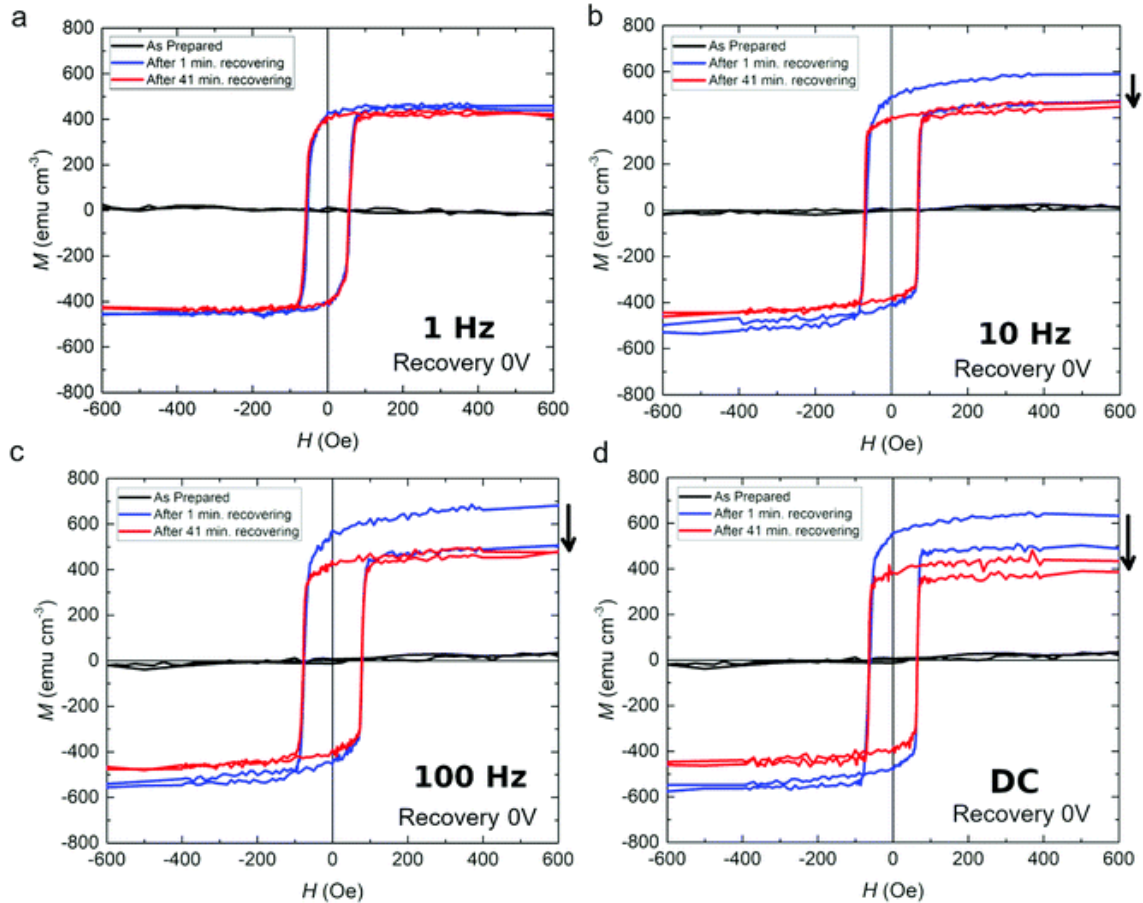 a
As Prepared
After 1 min. recovering
After 41 min. recovering
800
600
400
200
0
-200
-400
-600
-800
M (emu cm⁻³)
1 Hz
Recovery 0V
-600 -400 -200 0 200 400 600
H (Oe)
b
As Prepared
After 1 min. recovering
After 41 min. recovering
800
600
400
200
0
-200
-400
-600
-800
M (emu cm⁻³)
10 Hz
Recovery 0V
-600 -400 -200 0 200 400 600
H (Oe)
c
As Prepared
After 1 min. recovering
After 41 min. recovering
800
600
400
200
0
-200
-400
-600
-800
M (emu cm⁻³)
100 Hz
Recovery 0V
-600 -400 -200 0 200 400 600
H (Oe)
d
As Prepared
After 1 min. recovering
After 41 min. recovering
800
600
400
200
0
-200
-400
-600
-800
M (emu cm⁻³)
DC
Recovery 0V
-600 -400 -200 0 200 400 600
H (Oe)